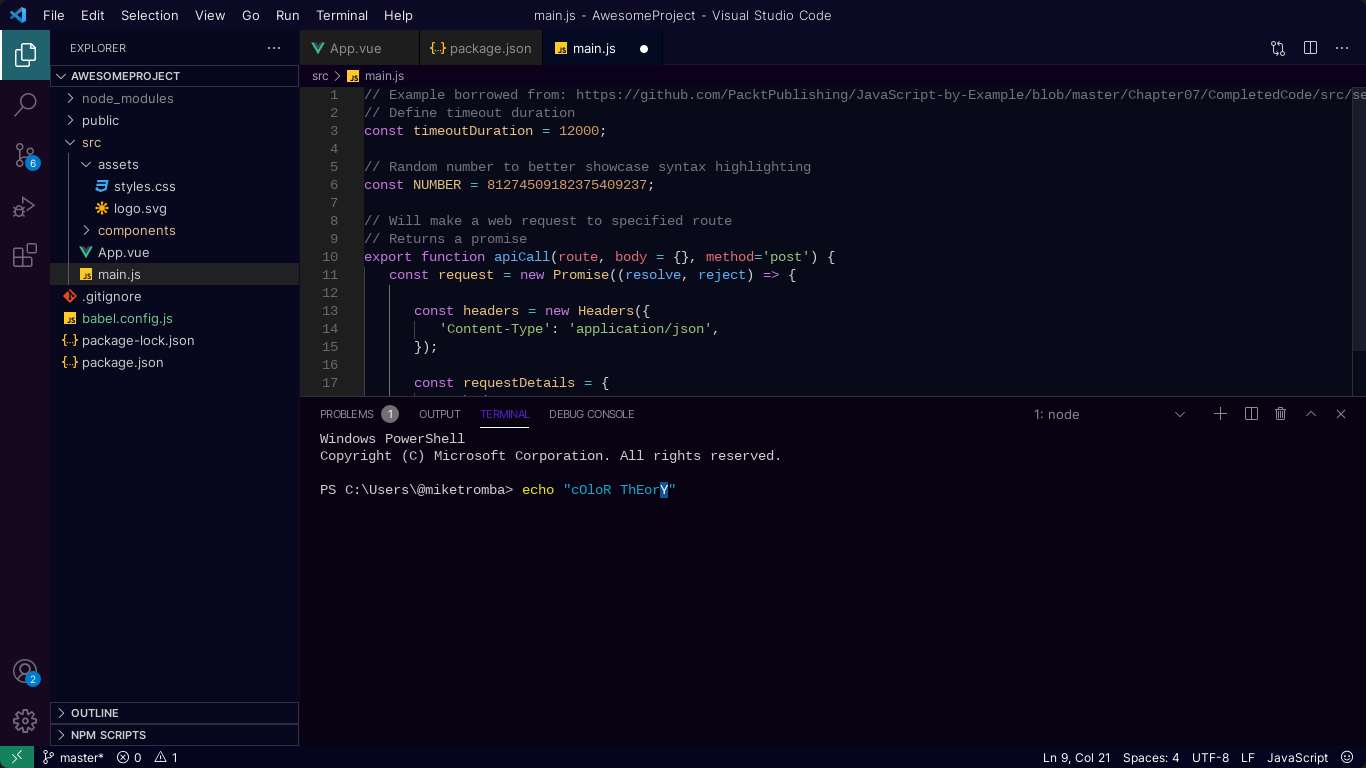 File Edit Selection View Go Run Terminal Help main.js - AwesomeProject - Visual Studio Code
EXPLORER
App.vue
package.json
main.js
AWESOMEPROJECT
src
main.js
node_modules
public
src
assets
styles.css
logo.svg
components
App.vue
main.js
.gitignore
babel.config.js
package-lock.json
package.json
6
2
OUTLINE
NPM SCRIPTS
1 // Example borrowed from: https://github.com/PacktPublishing/JavaScript-by-Example/blob/master/Chapter07/CompletedCode/src/se
2 // Define timeout duration
3 const timeoutDuration = 12000;
4
5 // Random number to better showcase syntax highlighting
6 const NUMBER = 81274509182375409237;
7
8 // Will make a web request to specified route
9 // Returns a promise
10 export function apiCall(route, body = {}, method='post') {
11 const request = new Promise((resolve, reject) => {
12
13 const headers = new Headers({
14 'Content-Type': 'application/json',
15 });
16
17 const requestDetails = {
PROBLEMS 1 OUTPUT TERMINAL DEBUG CONSOLE 1: node
Windows PowerShell
Copyright (C) Microsoft Corporation. All rights reserved.
PS C:\Users\@miketromba> echo "cOloR ThEorY"
master* 0 1 Ln 9, Col 21 Spaces: 4 UTF-8 LF JavaScript